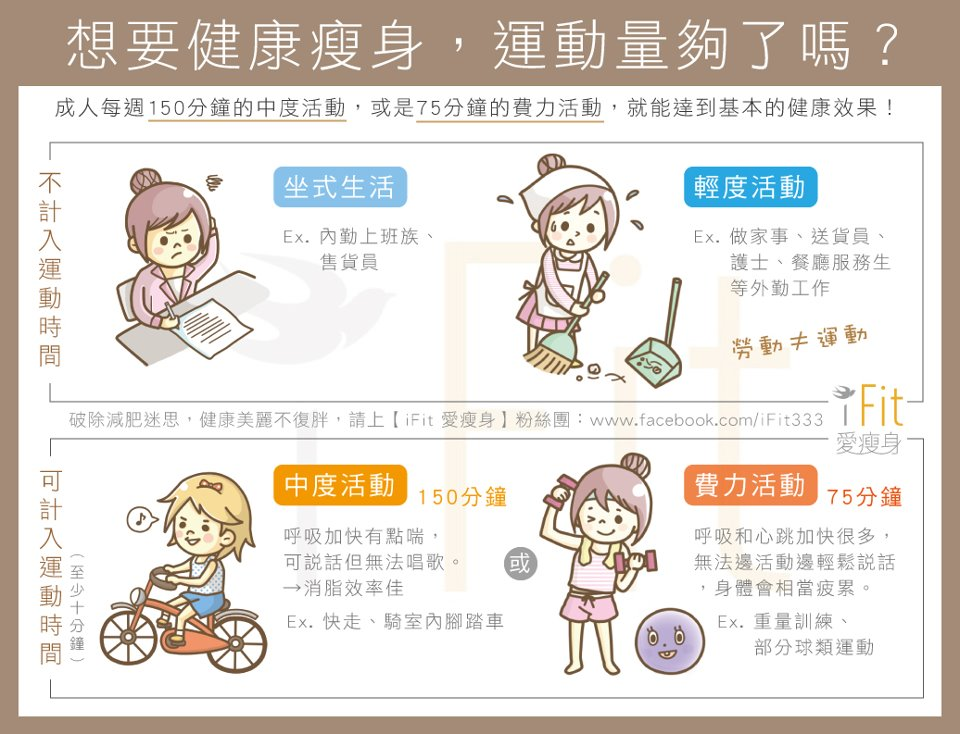 想要健康瘦身，運動量夠了嗎？
成人每週150分鐘的中度活動，或是75分鐘的費力活動，就能達到基本的健康效果！
不計入運動時間
坐式生活
Ex. 內勤上班族、
售貨員
輕度活動
Ex. 做家事、送貨員、
護士、餐廳服務生
等外勤工作
勞動≠運動
iFit
破除減肥迷思，健康美麗不復胖，請上【iFit 愛瘦身】粉絲團：www.facebook.com/iFit333
iFit
愛瘦身
可計入運動時間
（至少十分鐘）
中度活動 150分鐘
呼吸加快有點喘，
可說話但無法唱歌。
→消脂效率佳
Ex. 快走、騎室內腳踏車
或
費力活動 75分鐘
呼吸和心跳加快很多，
無法邊活動邊輕鬆說話
，身體會相當疲累。
Ex. 重量訓練、
部分球類運動